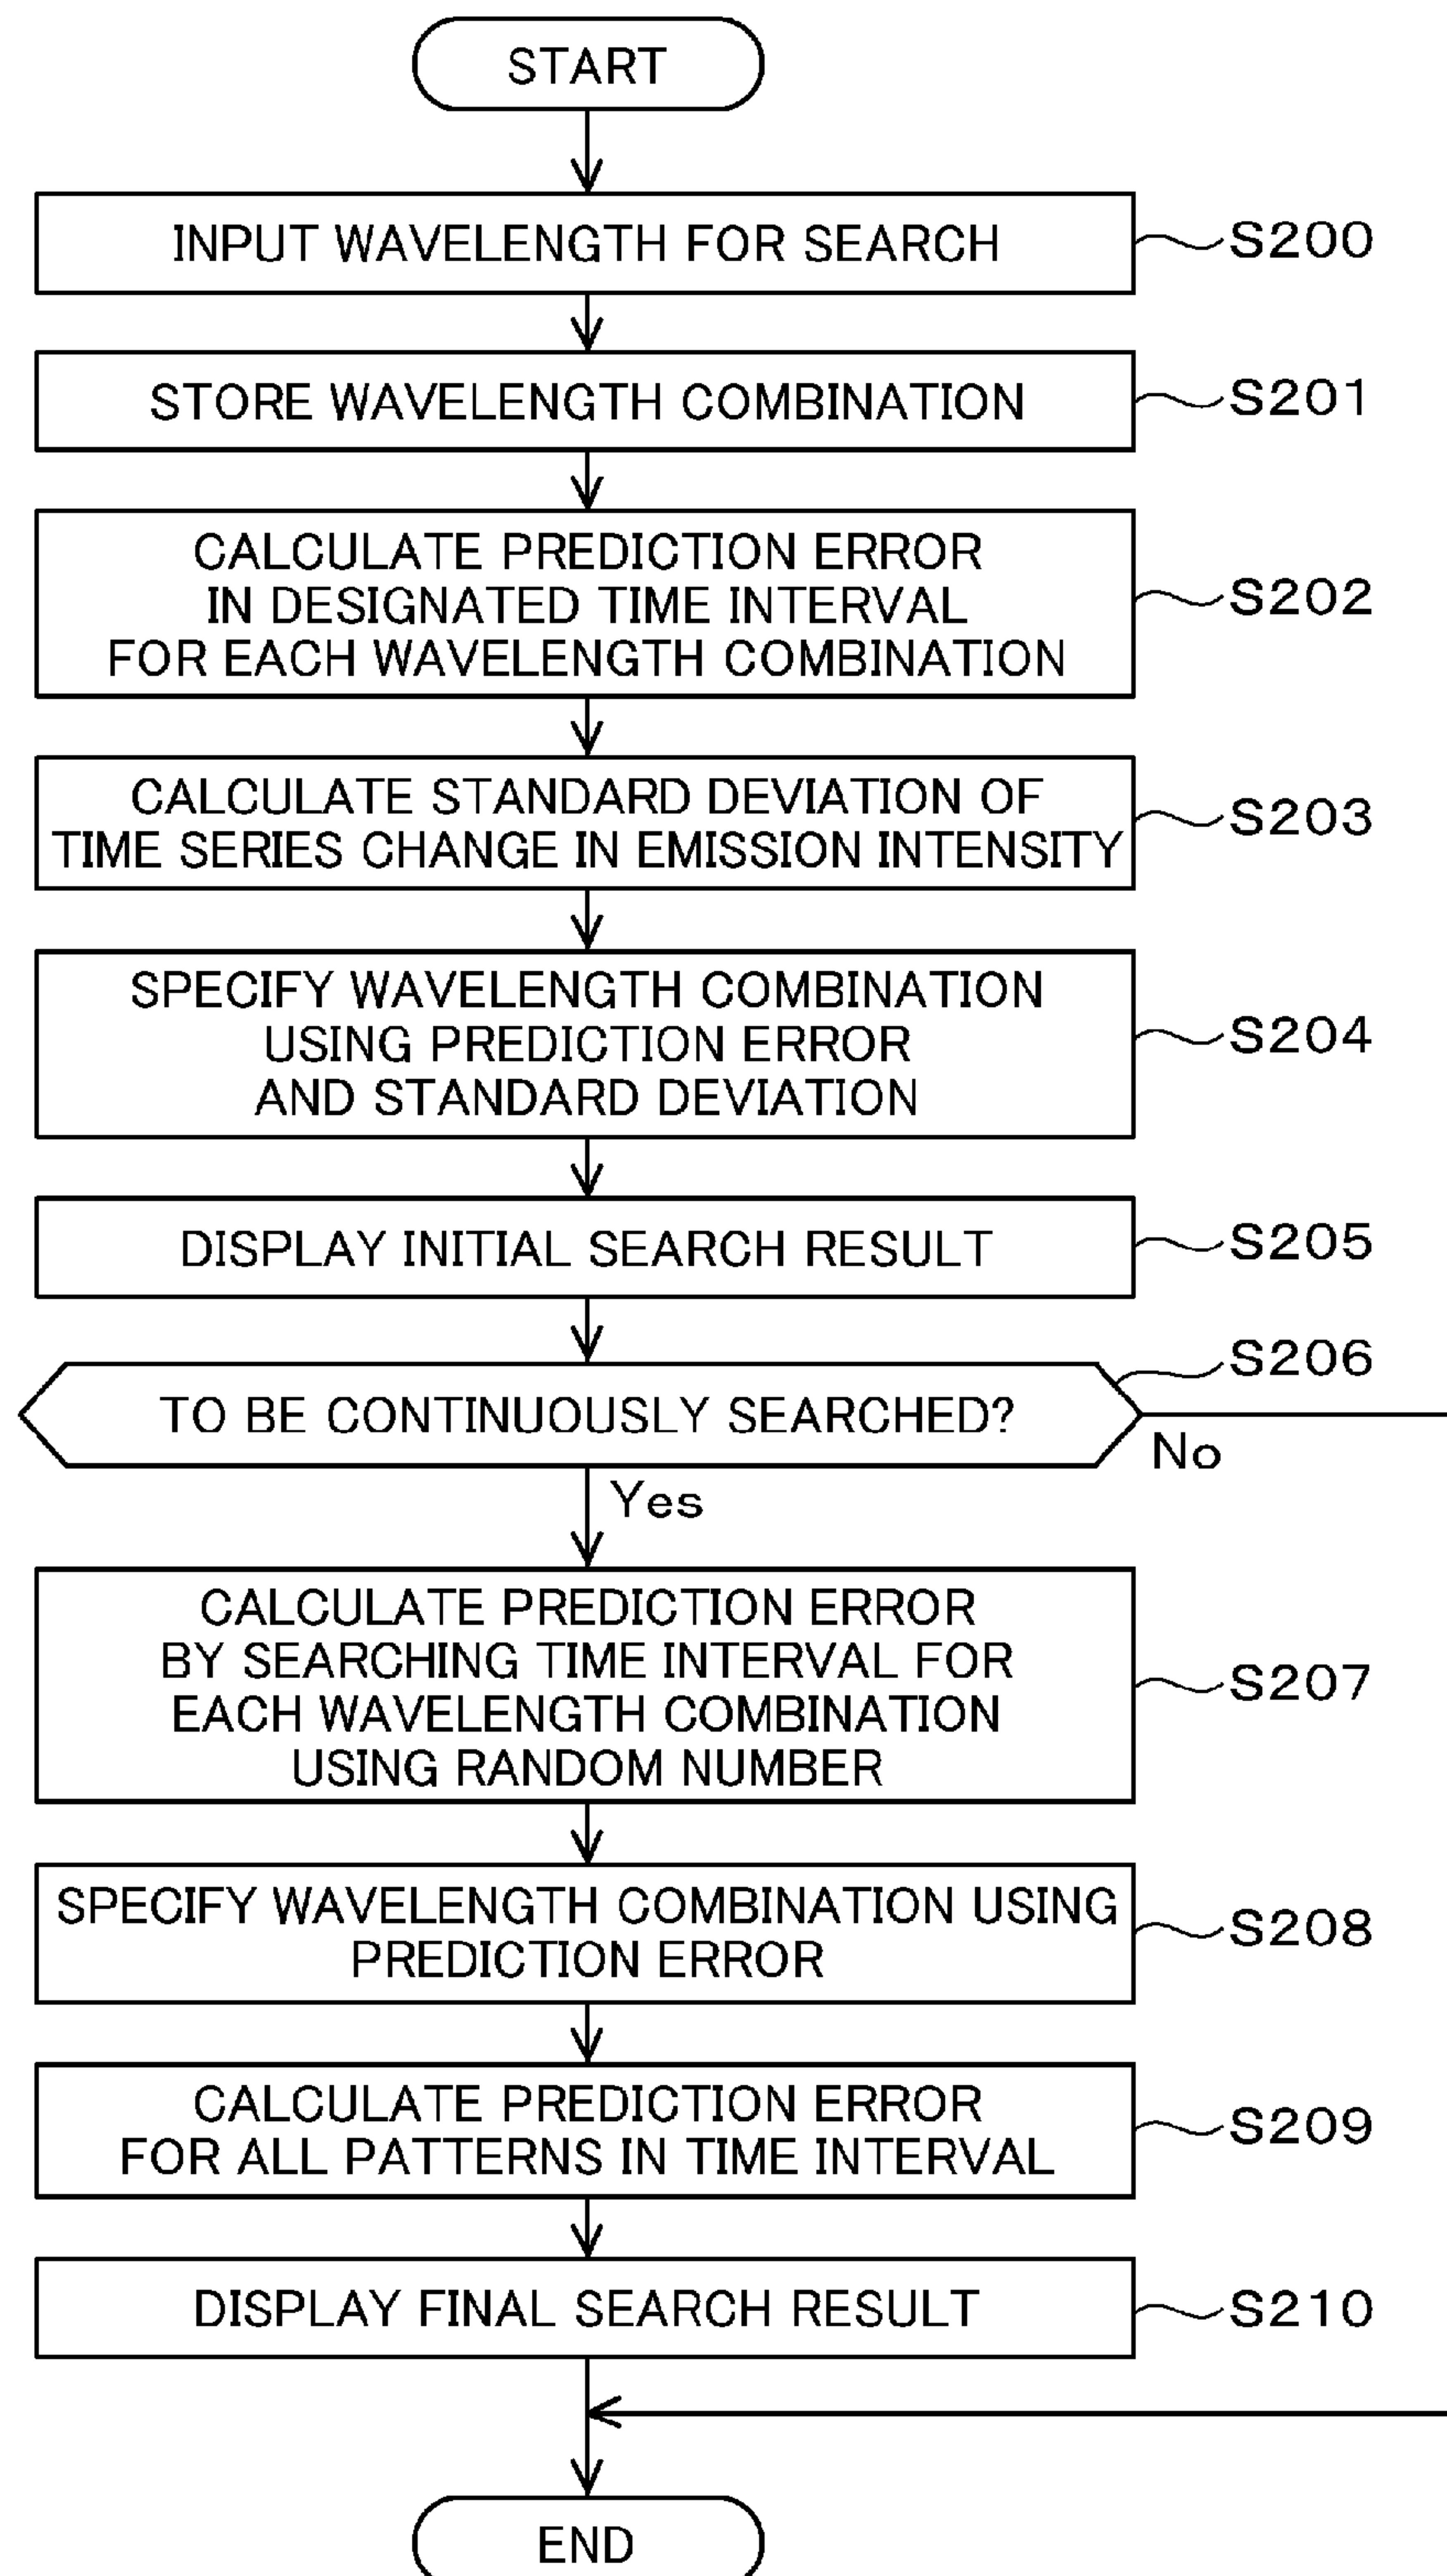 START
INPUT WAVELENGTH FOR SEARCH
S200
STORE WAVELENGTH COMBINATION
S201
CALCULATE PREDICTION ERROR
IN DESIGNATED TIME INTERVAL
FOR EACH WAVELENGTH COMBINATION
S202
CALCULATE STANDARD DEVIATION OF
TIME SERIES CHANGE IN EMISSION INTENSITY
S203
SPECIFY WAVELENGTH COMBINATION
USING PREDICTION ERROR
AND STANDARD DEVIATION
S204
DISPLAY INITIAL SEARCH RESULT
S205
TO BE CONTINUOUSLY SEARCHED?
S206
No
Yes
CALCULATE PREDICTION ERROR
BY SEARCHING TIME INTERVAL FOR
EACH WAVELENGTH COMBINATION
USING RANDOM NUMBER
S207
SPECIFY WAVELENGTH COMBINATION USING
PREDICTION ERROR
S208
CALCULATE PREDICTION ERROR
FOR ALL PATTERNS IN TIME INTERVAL
S209
DISPLAY FINAL SEARCH RESULT
S210
END